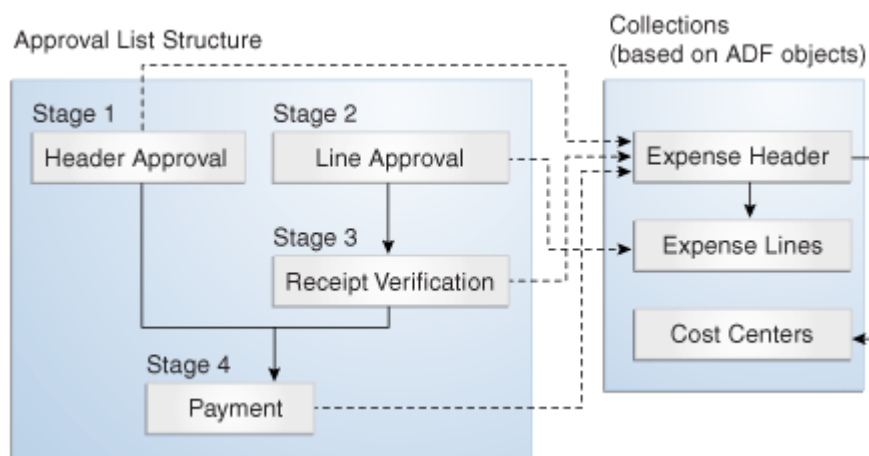 Approval List Structure
Collections
(based on ADF objects)
Stage 1
Header Approval
Stage 2
Line Approval
Stage 3
Receipt Verification
Stage 4
Payment
Expense Header
Expense Lines
Cost Centers